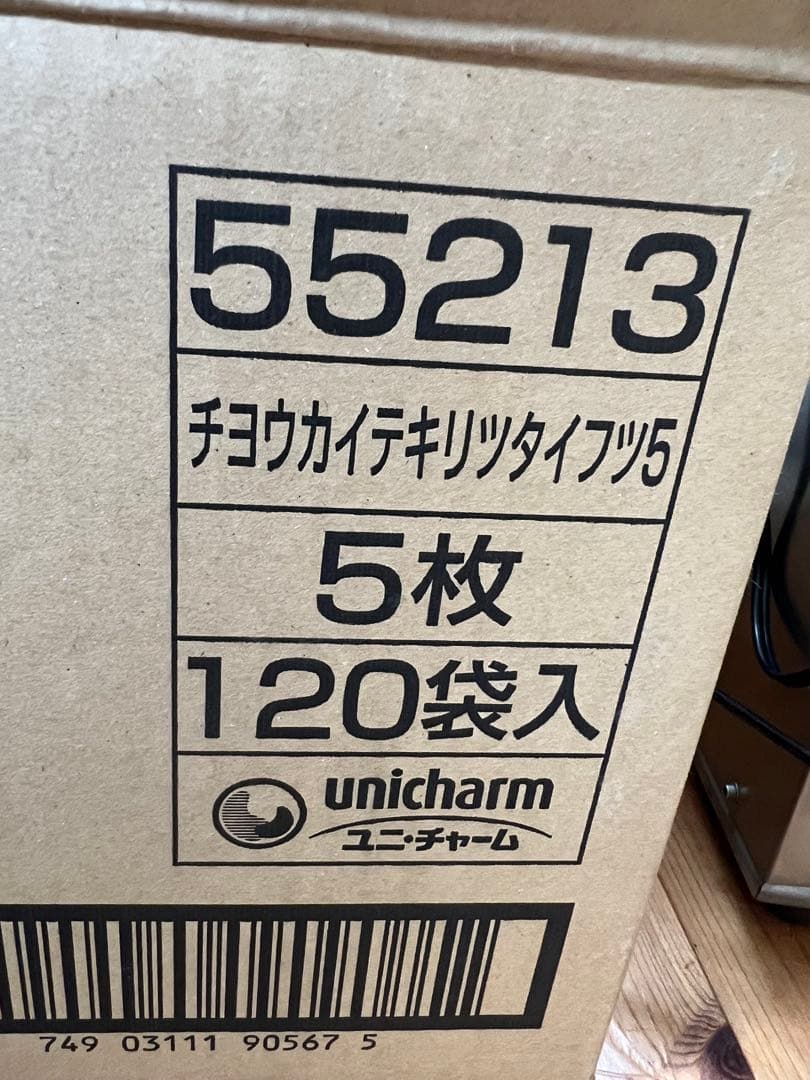 55213
チヨウカイテキリツタイフツ5
5枚
120袋入
unicharm
ユニ・チャーム
749 03111 90567 5